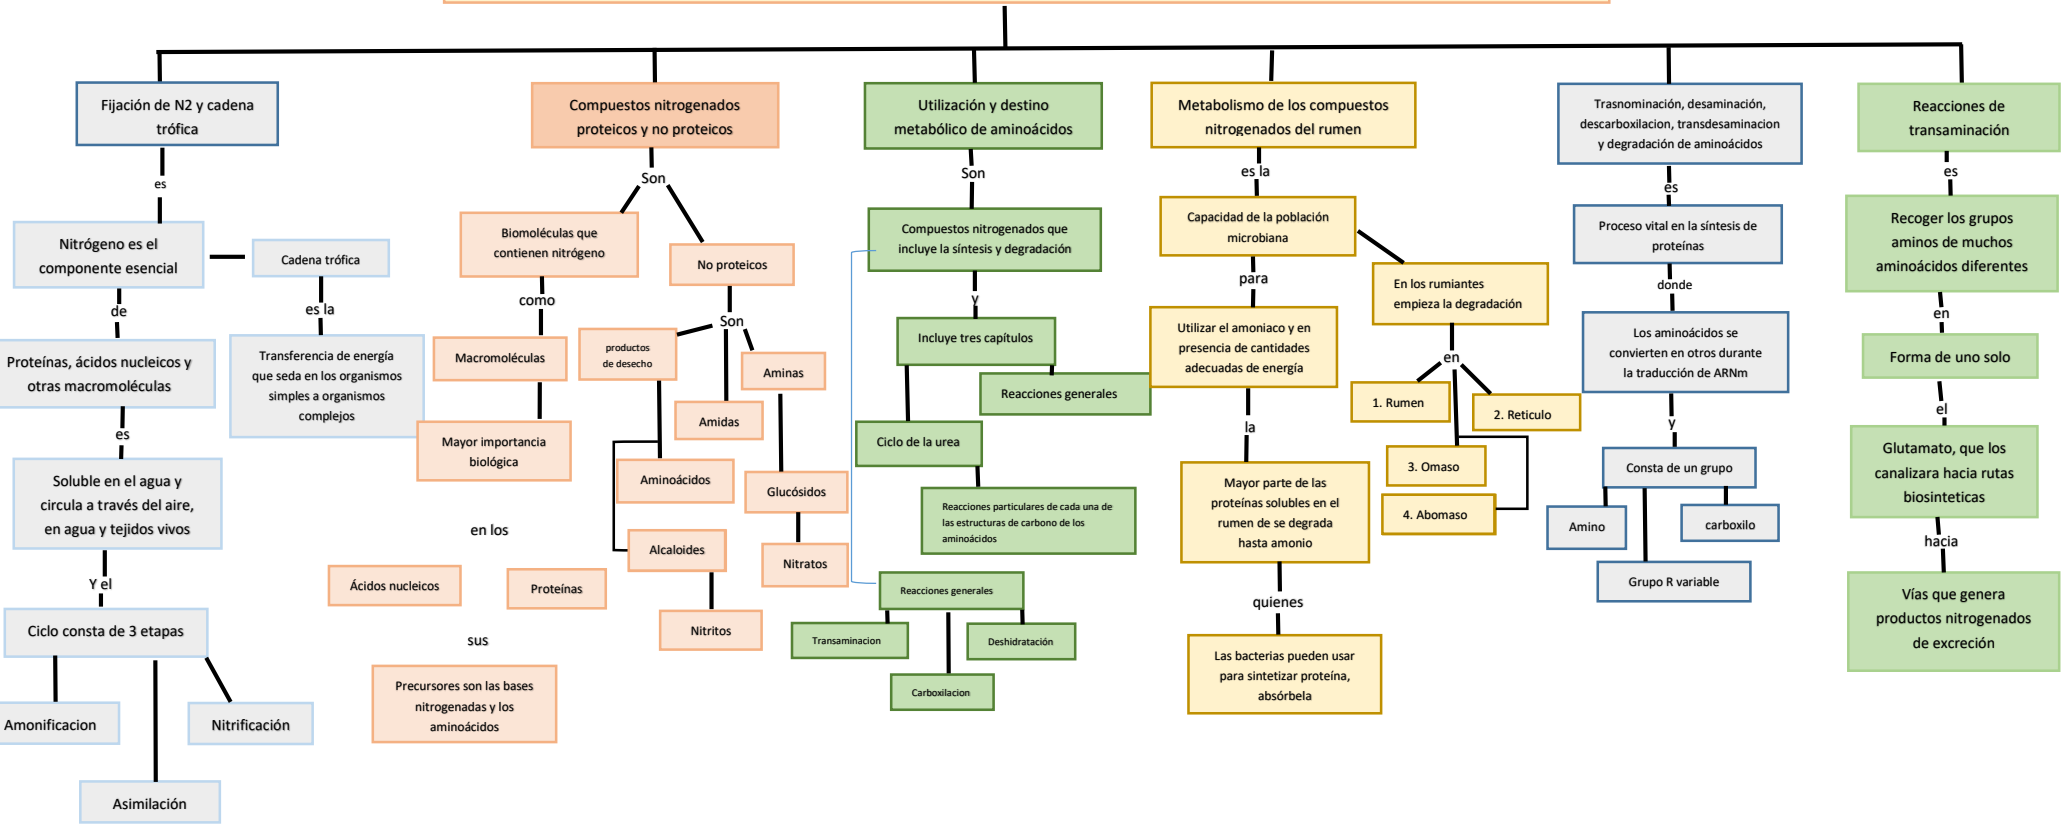 Fijación de N2 y cadena
trófica
es
Nitrógeno es el
componente esencial
Cadena trófica
de
es la
Proteínas, ácidos nucleicos y
otras macromoléculas
Transferencia de energía
que seda en los organismos
simples a organismos
complejos
es
Soluble en el agua y
circula a través del aire,
en agua y tejidos vivos
Y el
Ciclo consta de 3 etapas
Amonificacion
Nitrificación
Asimilación
Compuestos nitrogenados
proteicos y no proteicos
Son
Biomoléculas que
contienen nitrógeno
No proteicos
como
Son
Macromoléculas
productos
de desecho
Aminas
Amidas
Mayor importancia
biológica
Aminoácidos
Glucósidos
en los
Alcaloides
Nitratos
Ácidos nucleicos
Proteínas
Nitritos
sus
Precursores son las bases
nitrogenadas y los
aminoácidos
Utilización y destino
metabólico de aminoácidos
Son
Compuestos nitrogenados que
incluye la síntesis y degradación
y
Incluye tres capítulos
Reacciones generales
Ciclo de la urea
Reacciones particulares de cada una de
las estructuras de carbono de los
aminoácidos
Reacciones generales
Transaminacion
Deshidratación
Carboxilacion
Metabolismo de los compuestos
nitrogenados del rumen
es la
Capacidad de la población
microbiana
para
En los rumiantes
empieza la degradación
Utilizar el amoniaco y en
presencia de cantidades
adecuadas de energía
en
1. Rumen
2. Reticulo
la
3. Omaso
4. Abomaso
Mayor parte de las
proteínas solubles en el
rumen de se degrada
hasta amonio
quienes
Las bacterias pueden usar
para sintetizar proteína,
absórbela
Trasnominación, desaminación,
descarboxilacion, transdesaminacion
y degradación de aminoácidos
es
Proceso vital en la síntesis de
proteínas
donde
Los aminoácidos se
convierten en otros durante
la traducción de ARNm
y
Consta de un grupo
Amino
carboxilo
Grupo R variable
Reacciones de
transaminación
es
Recoger los grupos
aminos de muchos
aminoácidos diferentes
en
Forma de uno solo
el
Glutamato, que los
canalizara hacia rutas
biosinteticas
hacia
Vías que genera
productos nitrogenados
de excreción